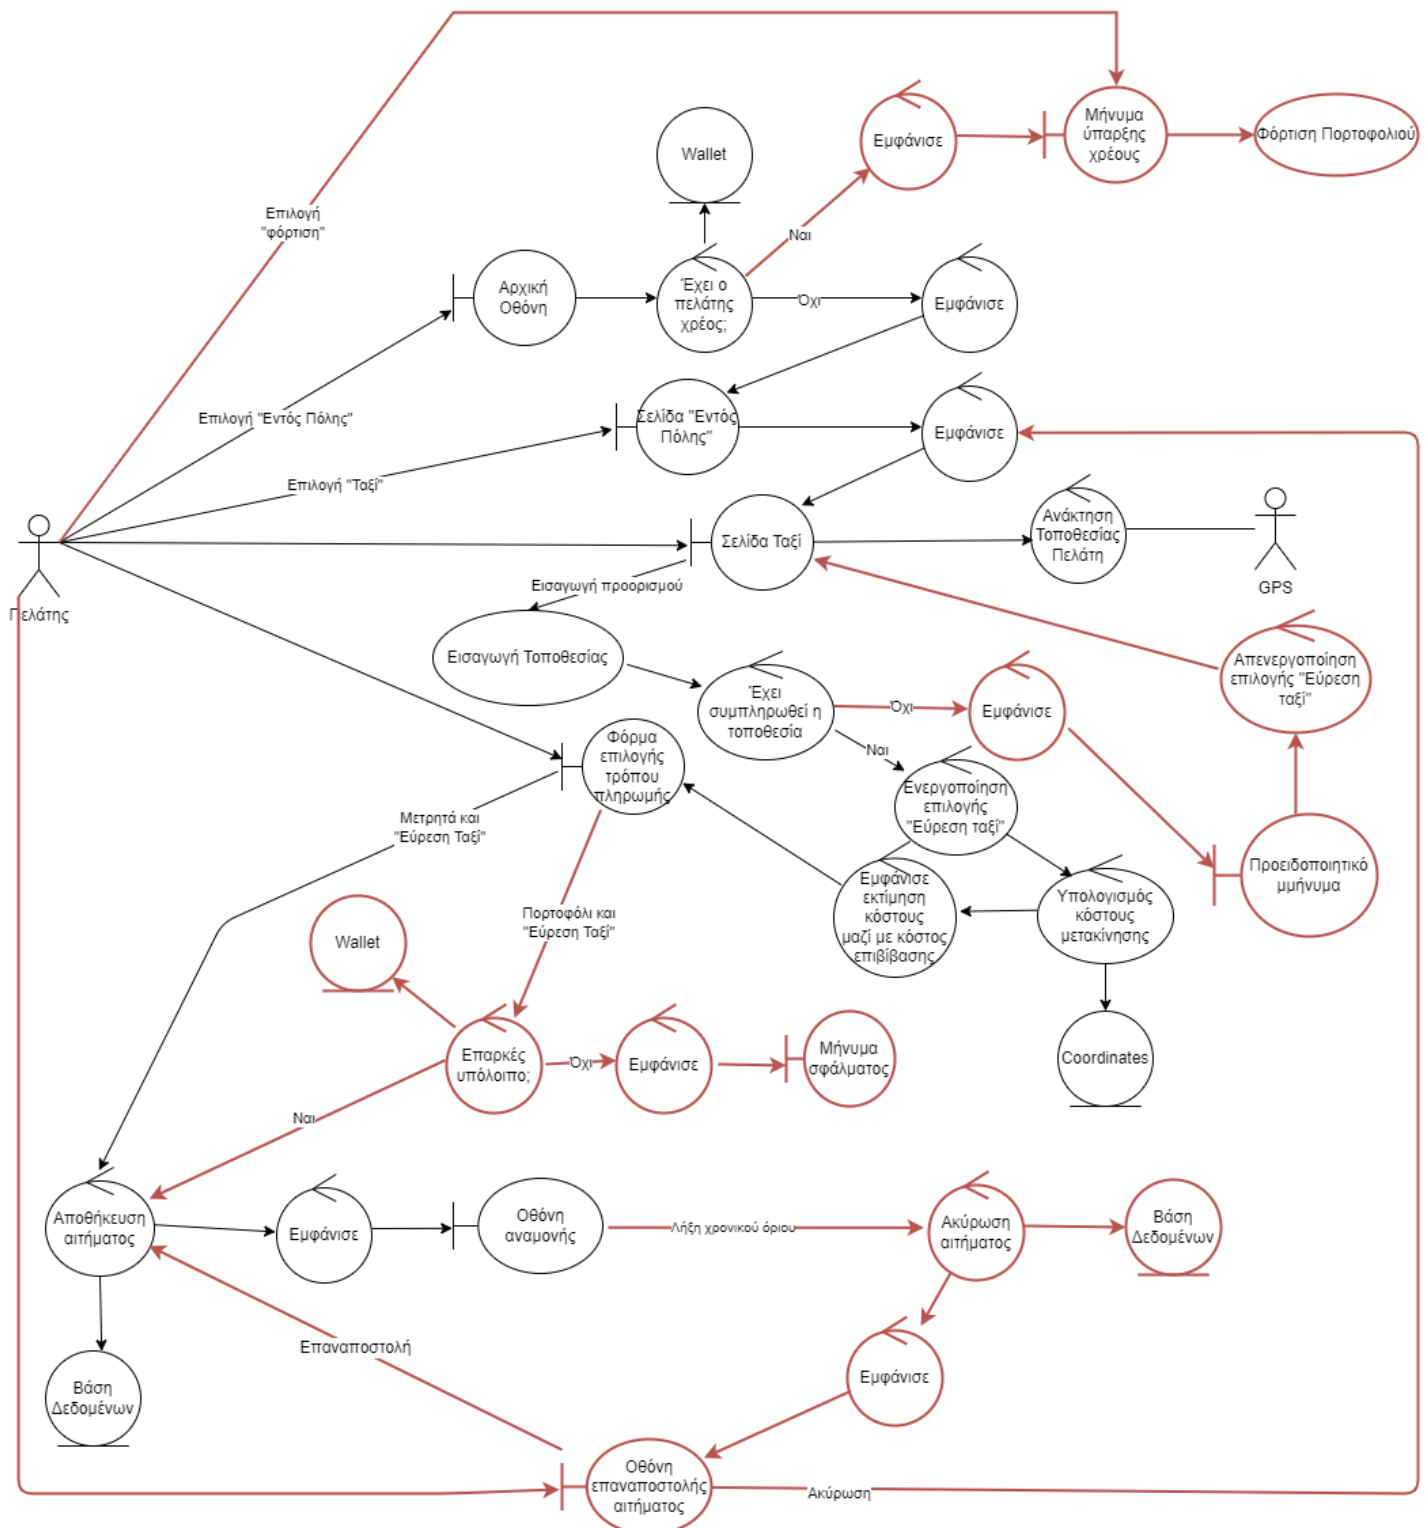 Μήνυμα
ύπαρξης
χρέους
Φόρτιση Πορτοφολιού
Εμφάνισε
Wallet
Επιλογή
"φόρτιση"
Ναι
Αρχική
Οθόνη
Έχει ο
πελάτης
χρέος;
Όχι
Εμφάνισε
Επιλογή "Εντός Πόλης"
Σελίδα "Εντός
Πόλης"
Εμφάνισε
Επιλογή "Ταξί"
Σελίδα Ταξί
Ανάκτηση
Τοποθεσίας
Πελάτη
GPS
Πελάτης
Εισαγωγή προορισμού
Εισαγωγή Τοποθεσίας
Έχει
συμπληρωθεί η
τοποθεσία
Όχι
Εμφάνισε
Απενεργοποίηση
επιλογής "Εύρεση
ταξί"
Ναι
Φόρμα
επιλογής
τρόπου
πληρωμής
Ενεργοποίηση
επιλογής
"Εύρεση ταξί"
Μετρητά και
"Εύρεση Ταξί"
Προειδοποιητικό
μμήνυμα
Εμφάνισε
εκτίμηση
κόστους
μαζί με κόστος
επιβίβασης
Υπολογισμός
κόστους
μετακίνησης
Πορτοφόλι και
"Εύρεση Ταξί"
Wallet
Επαρκές
υπόλοιπο;
Όχι
Εμφάνισε
Μήνυμα
σφάλματος
Coordinates
Ναι
Αποθήκευση
αιτήματος
Εμφάνισε
Οθόνη
αναμονής
Λήξη χρονικού όριου
Ακύρωση
αιτήματος
Βάση
Δεδομένων
Επαναποστολή
Εμφάνισε
Βάση
Δεδομένων
Οθόνη
επαναποστολής
αιτήματος
Ακύρωση